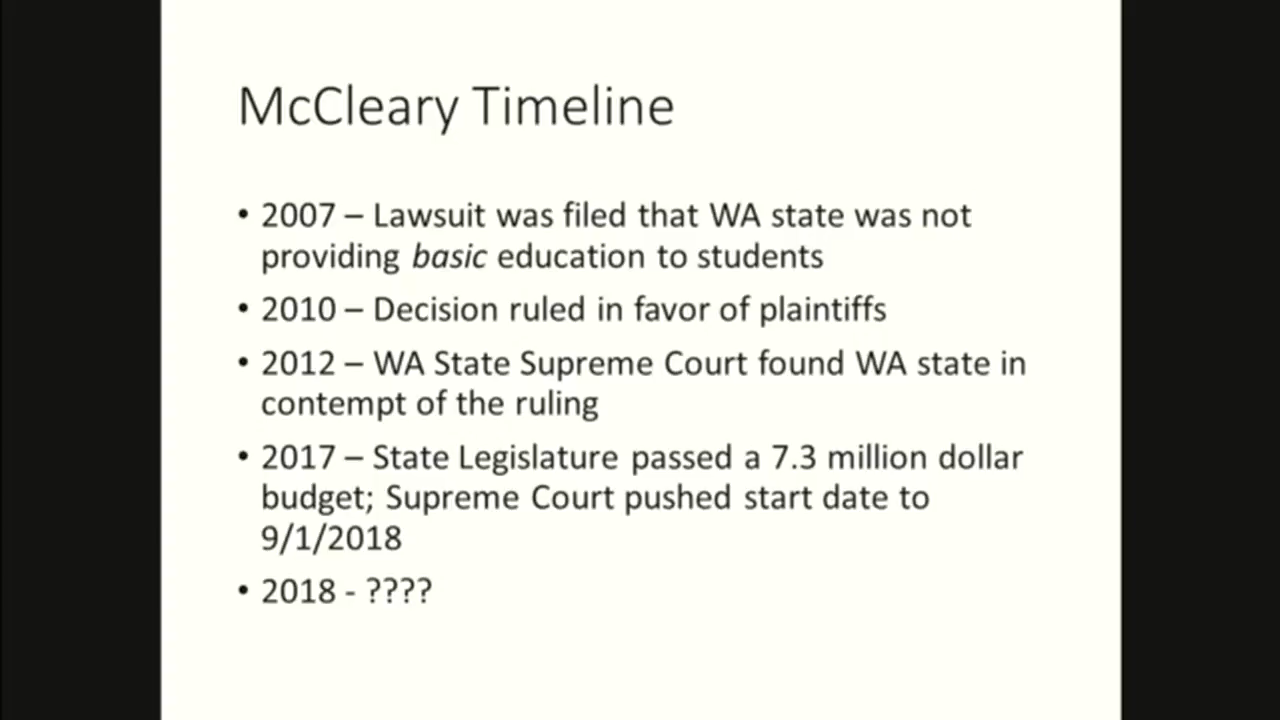 McCleary Timeline
• 2007 – Lawsuit was filed that WA state was not
providing basic education to students
• 2010 – Decision ruled in favor of plaintiffs
• 2012 – WA State Supreme Court found WA state in
contempt of the ruling
• 2017 – State Legislature passed a 7.3 million dollar
budget; Supreme Court pushed start date to
9/1/2018
• 2018 - ????